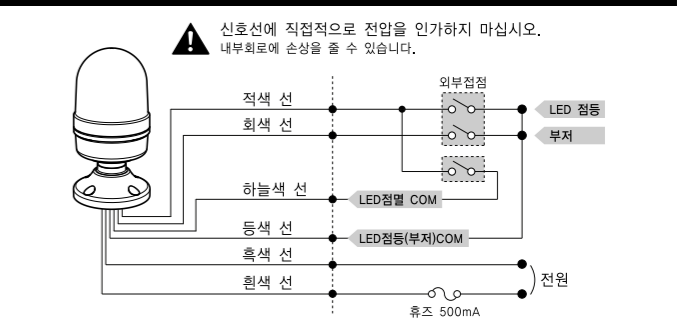 신호선에 직접적으로 전압을 인가하지 마십시오.
내부회로에 손상을 줄 수 있습니다.
외부접점
적색 선
LED 점등
회색 선
부저
하늘색 선
LED점멸 COM
등색 선
LED점등(부저)COM
흑색 선
전원
흰색 선
휴즈 500mA